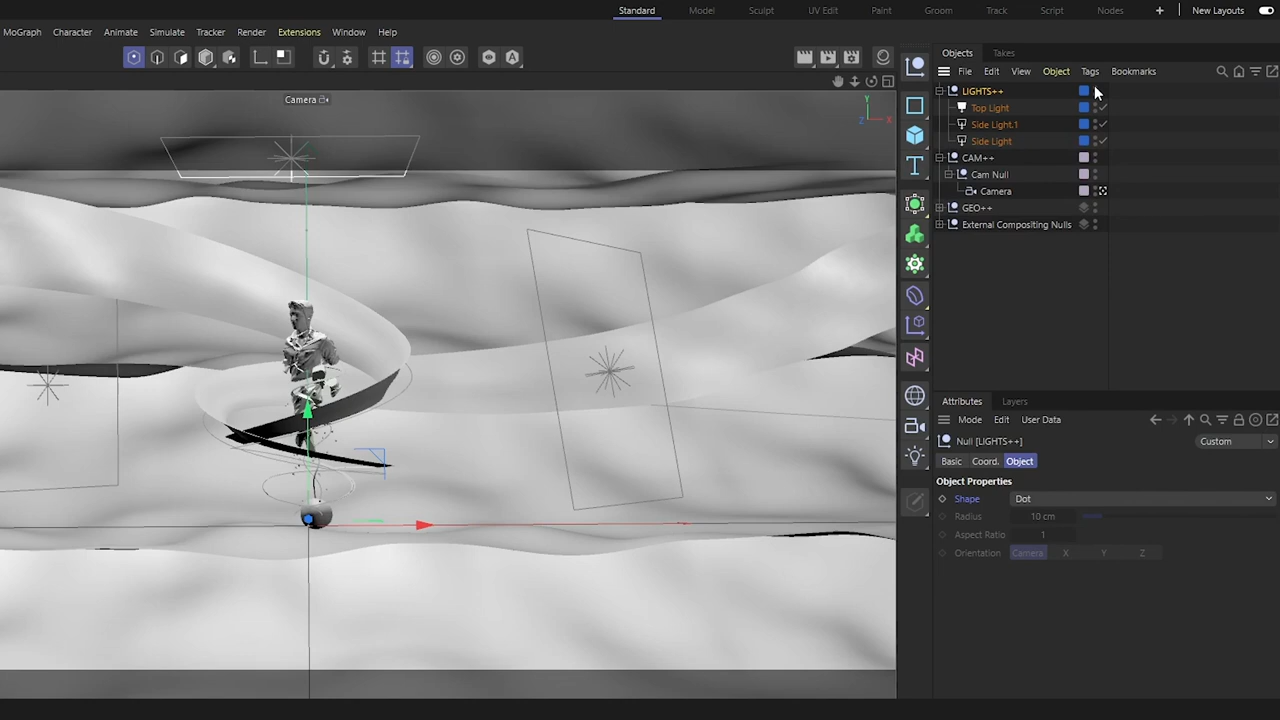 Standard Model Sculpt UV Edit Paint Groom Track Script Nodes New Layouts
MoGraph Character Animate Simulate Tracker Render Extensions Window Help
Objects Takes
File Edit View Object Tags Bookmarks
Camera
LIGHTS++
Top Light
Side Light.1
Side Light
CAM++
Cam Null
Camera
GEO++
External Compositing Nulls
Y
X
Z
Attributes Layers
Mode Edit User Data
Null [LIGHTS++] Custom
Basic Coord. Object
Object Properties
Shape Dot
Radius 10 cm
Aspect Ratio 1
Orientation Camera X Y Z